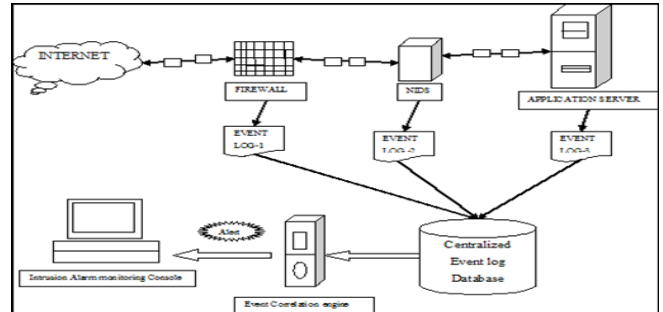 INTERNET
FIREWALL
NIDS
APPLICATION SERVER
EVENT
LOG-1
EVENT
LOG-2
EVENT
LOG-3
Alert
Centralized
Event log
Database
Intrusion Alarm monitoring Console
Event Correlation engine